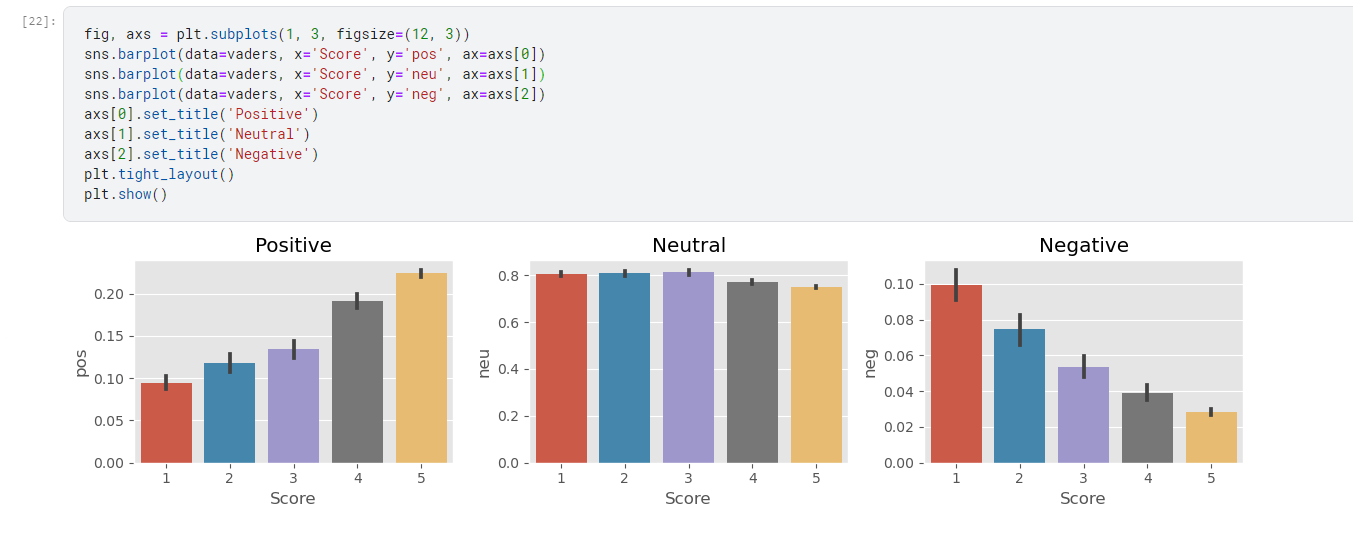 [22]:
fig, axs = plt.subplots(1, 3, figsize=(12, 3))
sns.barplot(data=vaders, x='Score', y='pos', ax=axs[0])
sns.barplot(data=vaders, x='Score', y='neu', ax=axs[1])
sns.barplot(data=vaders, x='Score', y='neg', ax=axs[2])
axs[0].set_title('Positive')
axs[1].set_title('Neutral')
axs[2].set_title('Negative')
plt.tight_layout()
plt.show()
Positive
0.20
0.15
0.10
0.05
0.00
pos
1 2 3 4 5
Score
Neutral
0.8
0.6
0.4
0.2
0.0
neu
1 2 3 4 5
Score
Negative
0.10
0.08
0.06
0.04
0.02
0.00
neg
1 2 3 4 5
Score